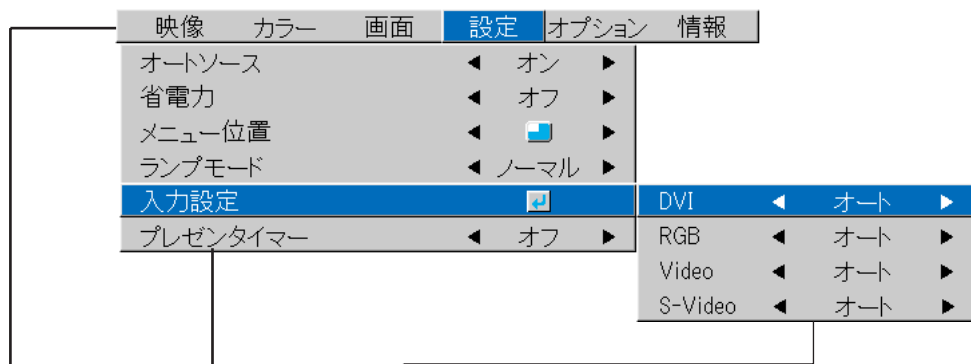 映像 カラー 画面 設定 オプション 情報
オートソース ◀ オン ▶
省電力 ◀ オフ ▶
メニュー位置 ◀ ▶
ランプモード ◀ ノーマル ▶
入力設定
プレゼンタイマー ◀ オフ ▶
DVI ◀ オート ▶
RGB ◀ オート ▶
Video ◀ オート ▶
S-Video ◀ オート ▶